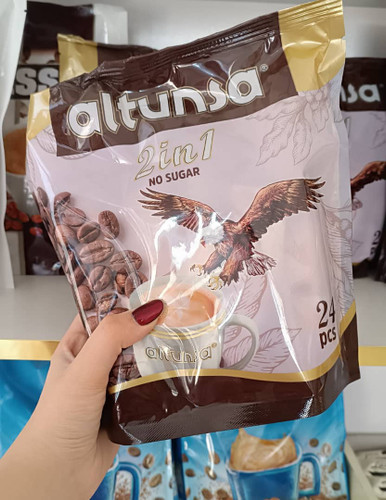 altunsa®
2in1
NO SUGAR
altunsa
24
pcs